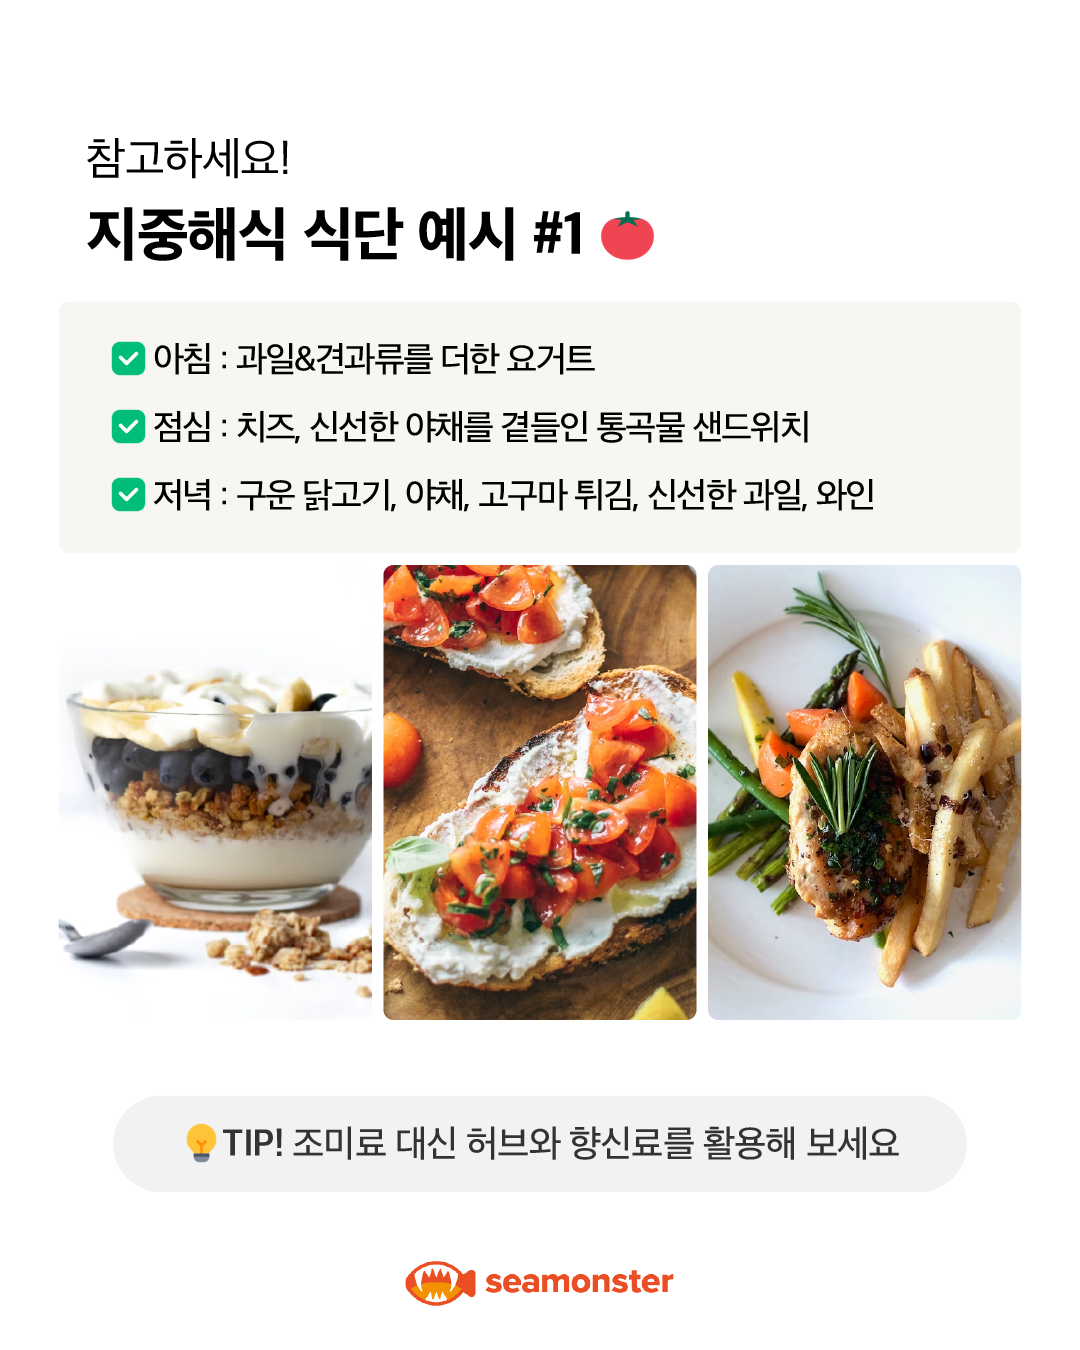 참고하세요!
지중해식 식단 예시 #1
아침 : 과일&견과류를 더한 요거트
점심 : 치즈, 신선한 야채를 곁들인 통곡물 샌드위치
저녁 : 구운 닭고기, 야채, 고구마 튀김, 신선한 과일, 와인
TIP! 조미료 대신 허브와 향신료를 활용해 보세요
seamonster